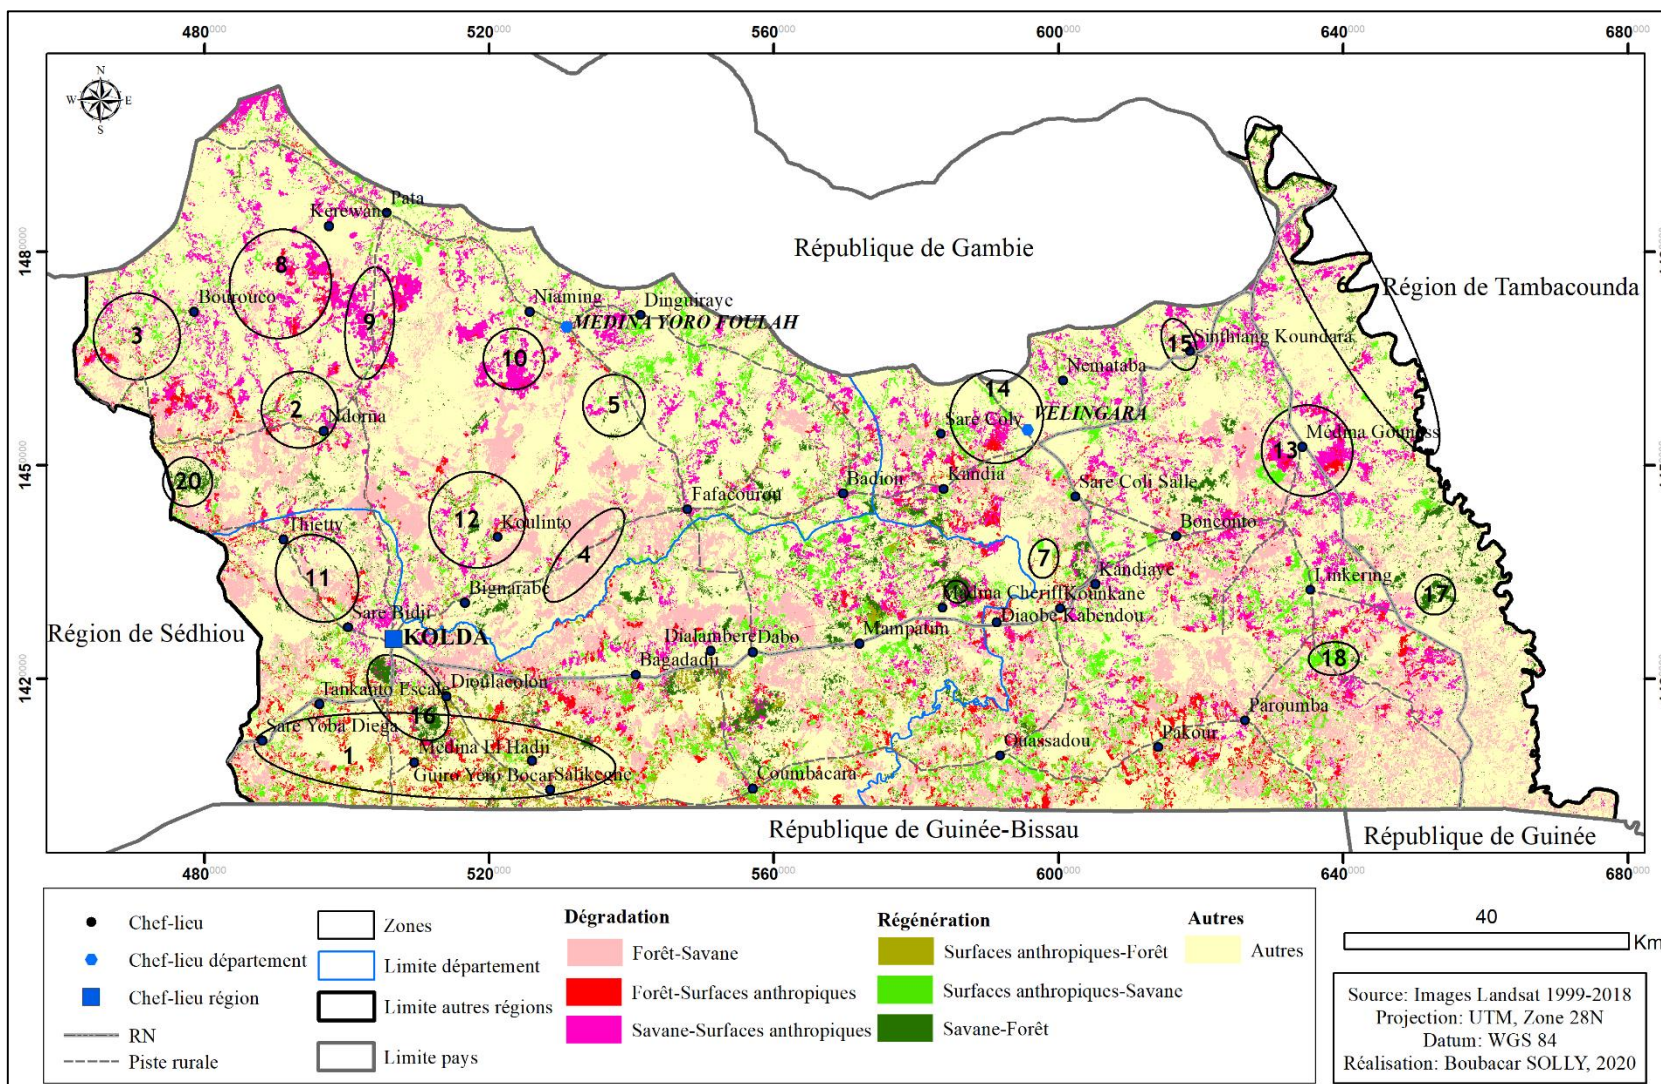 480000 520000 560000 600000 640000 680000
N
W E
S
Pata
Kerewan
8
République de Gambie
1480000
Région de Tambacounda
6
Bourouco
Niaming
Dinguiraye
3
9
MEDINA YORO FOULAH
15
Sinthiang Koundara
10
Nemataba
14
2
5
Sare Coly
VELINGARA
Ndorna
Medina Gounass
13
1450000
20
Badion
Kandia
Sare Coli Salle
Fafacourou
12
Koulinto
Thietty
Bonconto
4
7
11
Kandiaye
Linkering
17
Bignarabe
Madina Cherif
Kounkane
Sare Bidji
Diaobe Kabendou
Région de Sédhiou
KOLDA
Dialambere
Dabo
Mampatim
Bagadadji
18
1420000
Tankanto Escale
Dioulacolon
16
Paroumba
Sare Yoba Diega
1
Medina El Hadji
Ouassadou
Pakour
Guiro Yero Bocar
Salikegne
Coumbacara
République de Guinée-Bissau
République de Guinée
480000 520000 560000 600000 640000 680000
Chef-lieu
Chef-lieu département
Chef-lieu région
RN
Piste rurale
Zones
Limite département
Limite autres régions
Limite pays
Dégradation
Forêt-Savane
Forêt-Surfaces anthropiques
Savane-Surfaces anthropiques
Régénération
Surfaces anthropiques-Forêt
Surfaces anthropiques-Savane
Savane-Forêt
Autres
Autres
40
Km
Source: Images Landsat 1999-2018
Projection: UTM, Zone 28N
Datum: WGS 84
Réalisation: Boubacar SOLLY, 2020